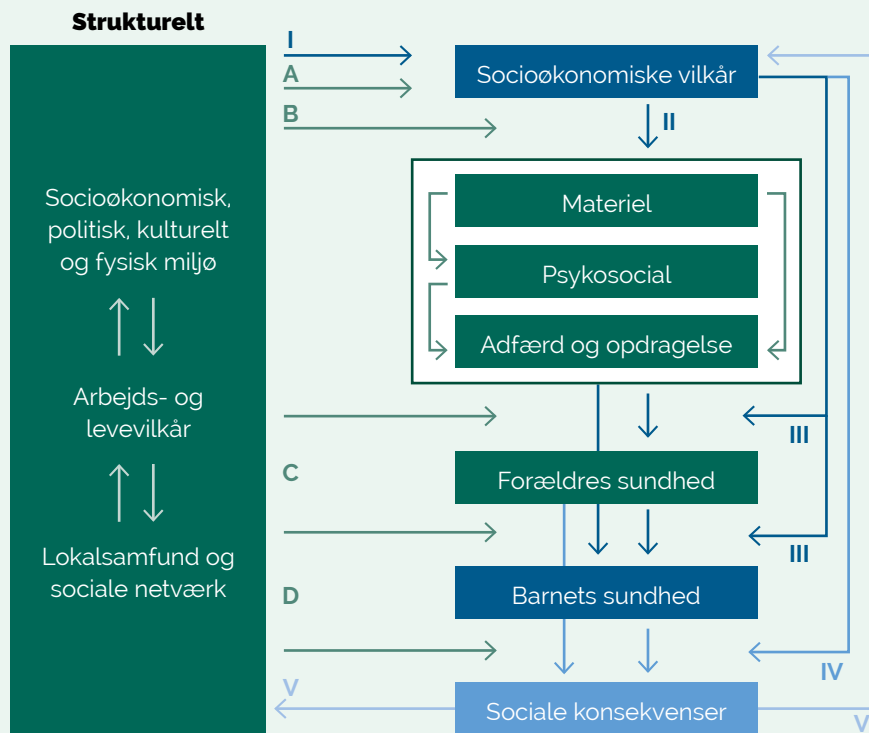 Strukturelt
Socioøkonomisk,
politisk, kulturelt
og fysisk miljø
Arbejds- og
levevilkår
Lokalsamfund og
sociale netværk
I
A
B
C
D
V
Socioøkonomiske vilkår
II
Materiel
Psykosocial
Adfærd og opdragelse
III
Forældres sundhed
III
Barnets sundhed
IV
Sociale konsekvenser
V